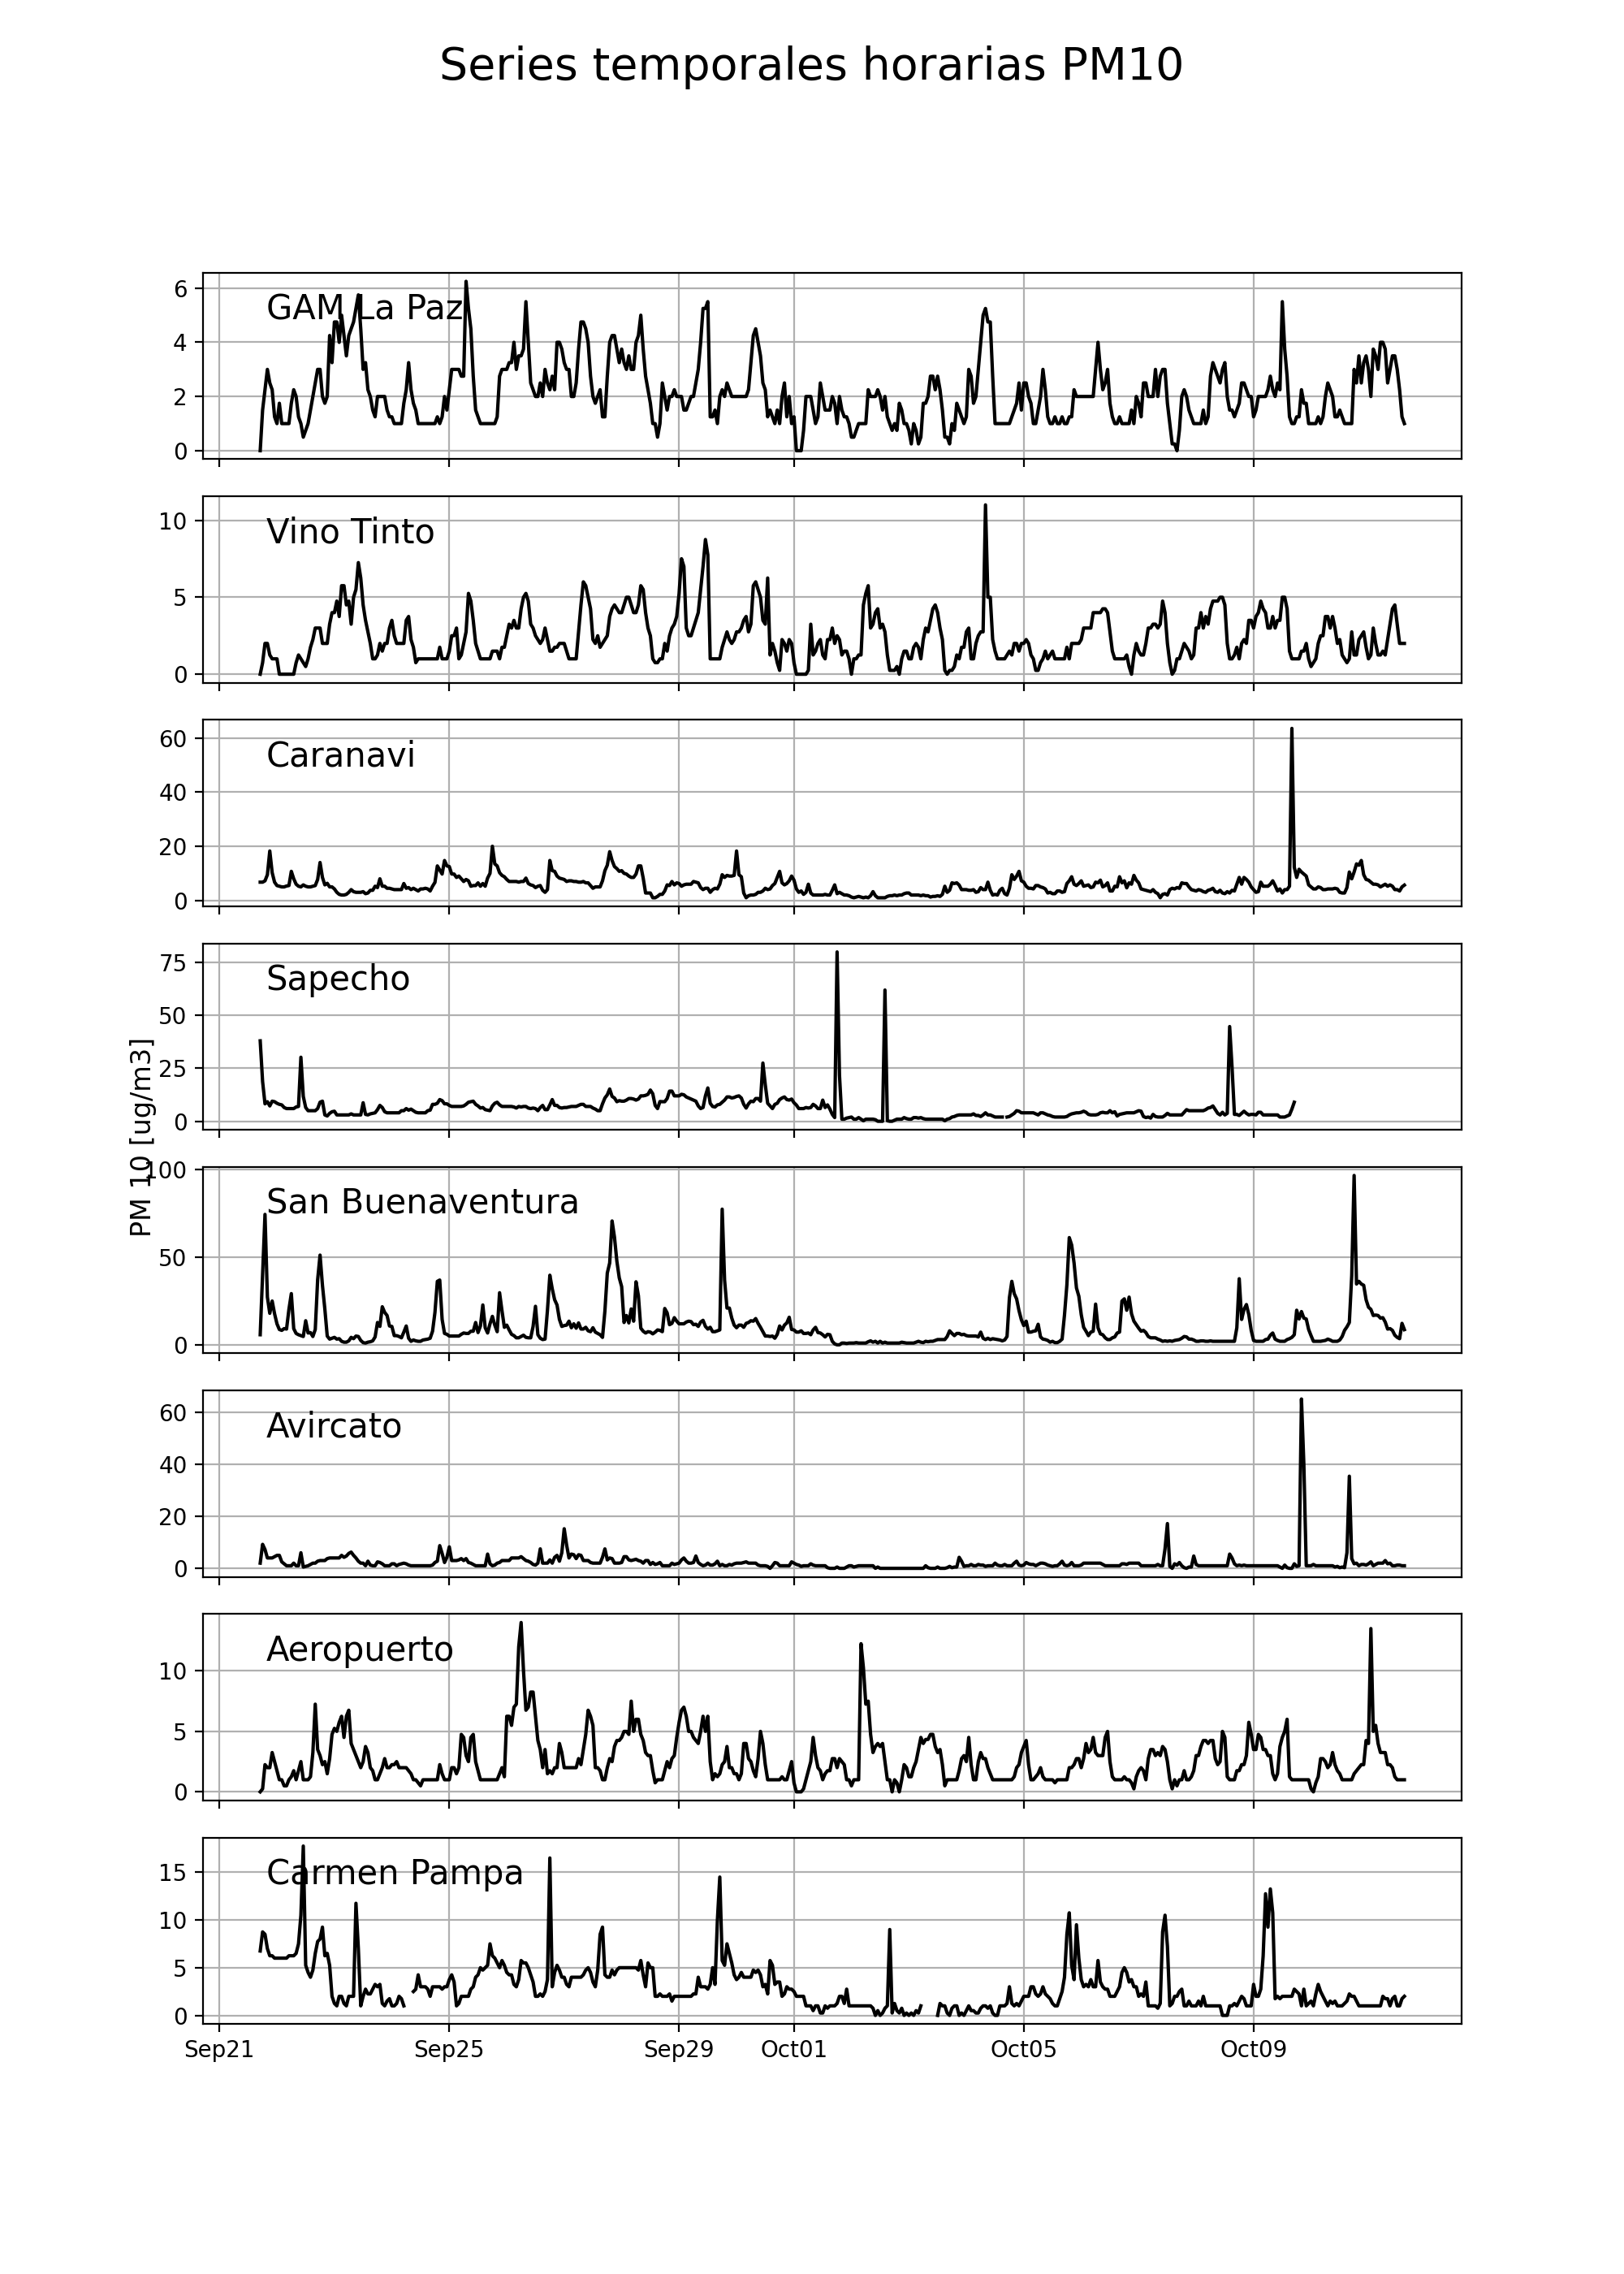 Series temporales horarias PM10
GAM La Paz
6
4
2
0
Vino Tinto
10
5
0
Caranavi
60
40
20
0
Sapecho
75
50
25
0
PM 10 [ug/m3]
San Buenaventura
100
50
0
Avircato
60
40
20
0
Aeropuerto
10
5
0
Carmen Pampa
15
10
5
0
Sep21 Sep25 Sep29 Oct01 Oct05 Oct09